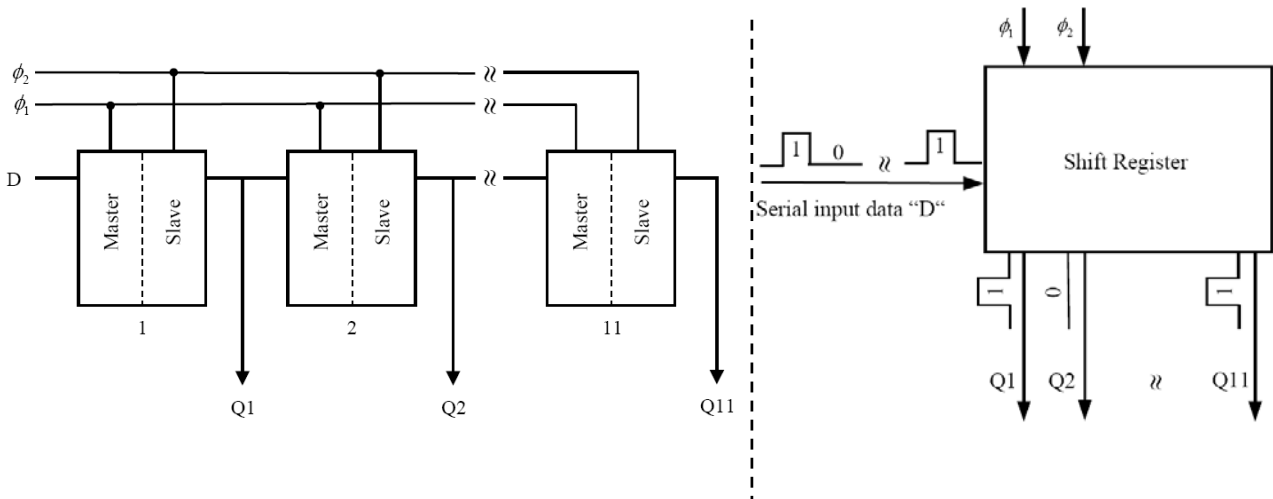 ϕ₂
ϕ₁
D
Master
Slave
Master
Slave
≈
Master
Slave
1
2
11
Q1
Q2
Q11
ϕ₁
ϕ₂
1
0
≈
1
Serial input data “D“
Shift Register
1
0
1
Q1
Q2
≈
Q11